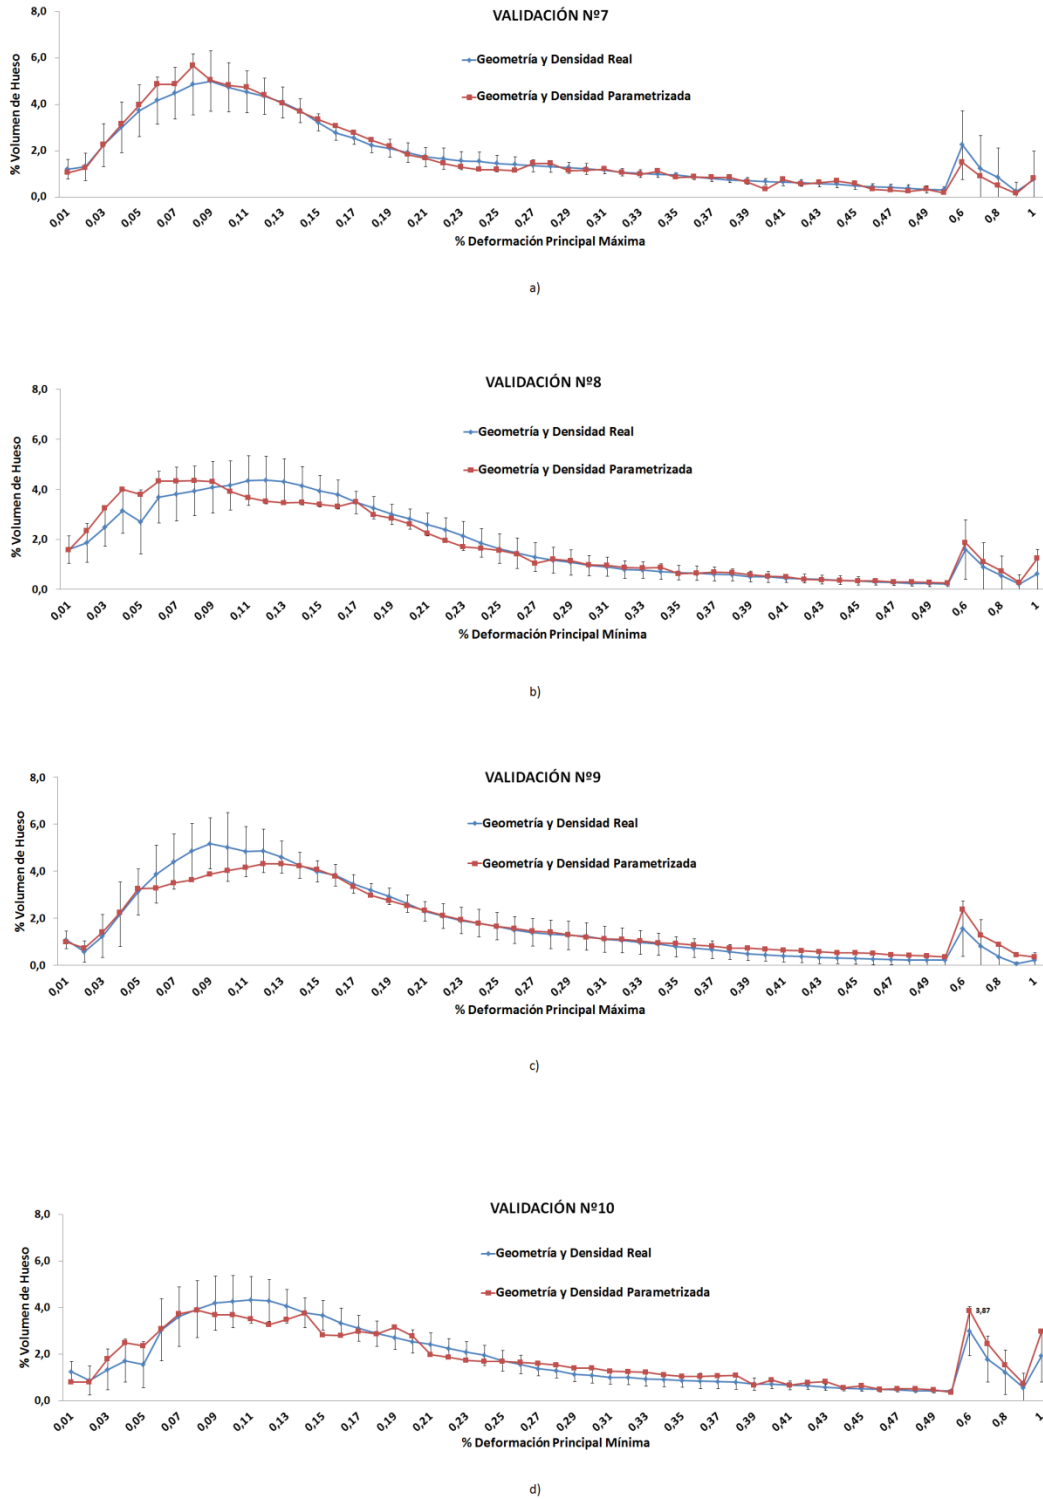 VALIDACIÓN Nº7
8,0
6,0
4,0
2,0
0,0
% Volumen de Hueso
Geometría y Densidad Real
Geometría y Densidad Parametrizada
0,01 0,03 0,05 0,07 0,09 0,11 0,13 0,15 0,17 0,19 0,21 0,23 0,25 0,27 0,29 0,31 0,33 0,35 0,37 0,39 0,41 0,43 0,45 0,47 0,49 0,6 0,8 1
% Deformación Principal Máxima
a)
VALIDACIÓN Nº8
8,0
6,0
4,0
2,0
0,0
% Volumen de Hueso
Geometría y Densidad Real
Geometría y Densidad Parametrizada
0,01 0,03 0,05 0,07 0,09 0,11 0,13 0,15 0,17 0,19 0,21 0,23 0,25 0,27 0,29 0,31 0,33 0,35 0,37 0,39 0,41 0,43 0,45 0,47 0,49 0,6 0,8 1
% Deformación Principal Mínima
b)
VALIDACIÓN Nº9
8,0
6,0
4,0
2,0
0,0
% Volumen de Hueso
Geometría y Densidad Real
Geometría y Densidad Parametrizada
0,01 0,03 0,05 0,07 0,09 0,11 0,13 0,15 0,17 0,19 0,21 0,23 0,25 0,27 0,29 0,31 0,33 0,35 0,37 0,39 0,41 0,43 0,45 0,47 0,49 0,6 0,8 1
% Deformación Principal Máxima
c)
VALIDACIÓN Nº10
8,0
6,0
4,0
2,0
0,0
% Volumen de Hueso
Geometría y Densidad Real
Geometría y Densidad Parametrizada
3,87
0,01 0,03 0,05 0,07 0,09 0,11 0,13 0,15 0,17 0,19 0,21 0,23 0,25 0,27 0,29 0,31 0,33 0,35 0,37 0,39 0,41 0,43 0,45 0,47 0,49 0,6 0,8 1
% Deformación Principal Mínima
d)